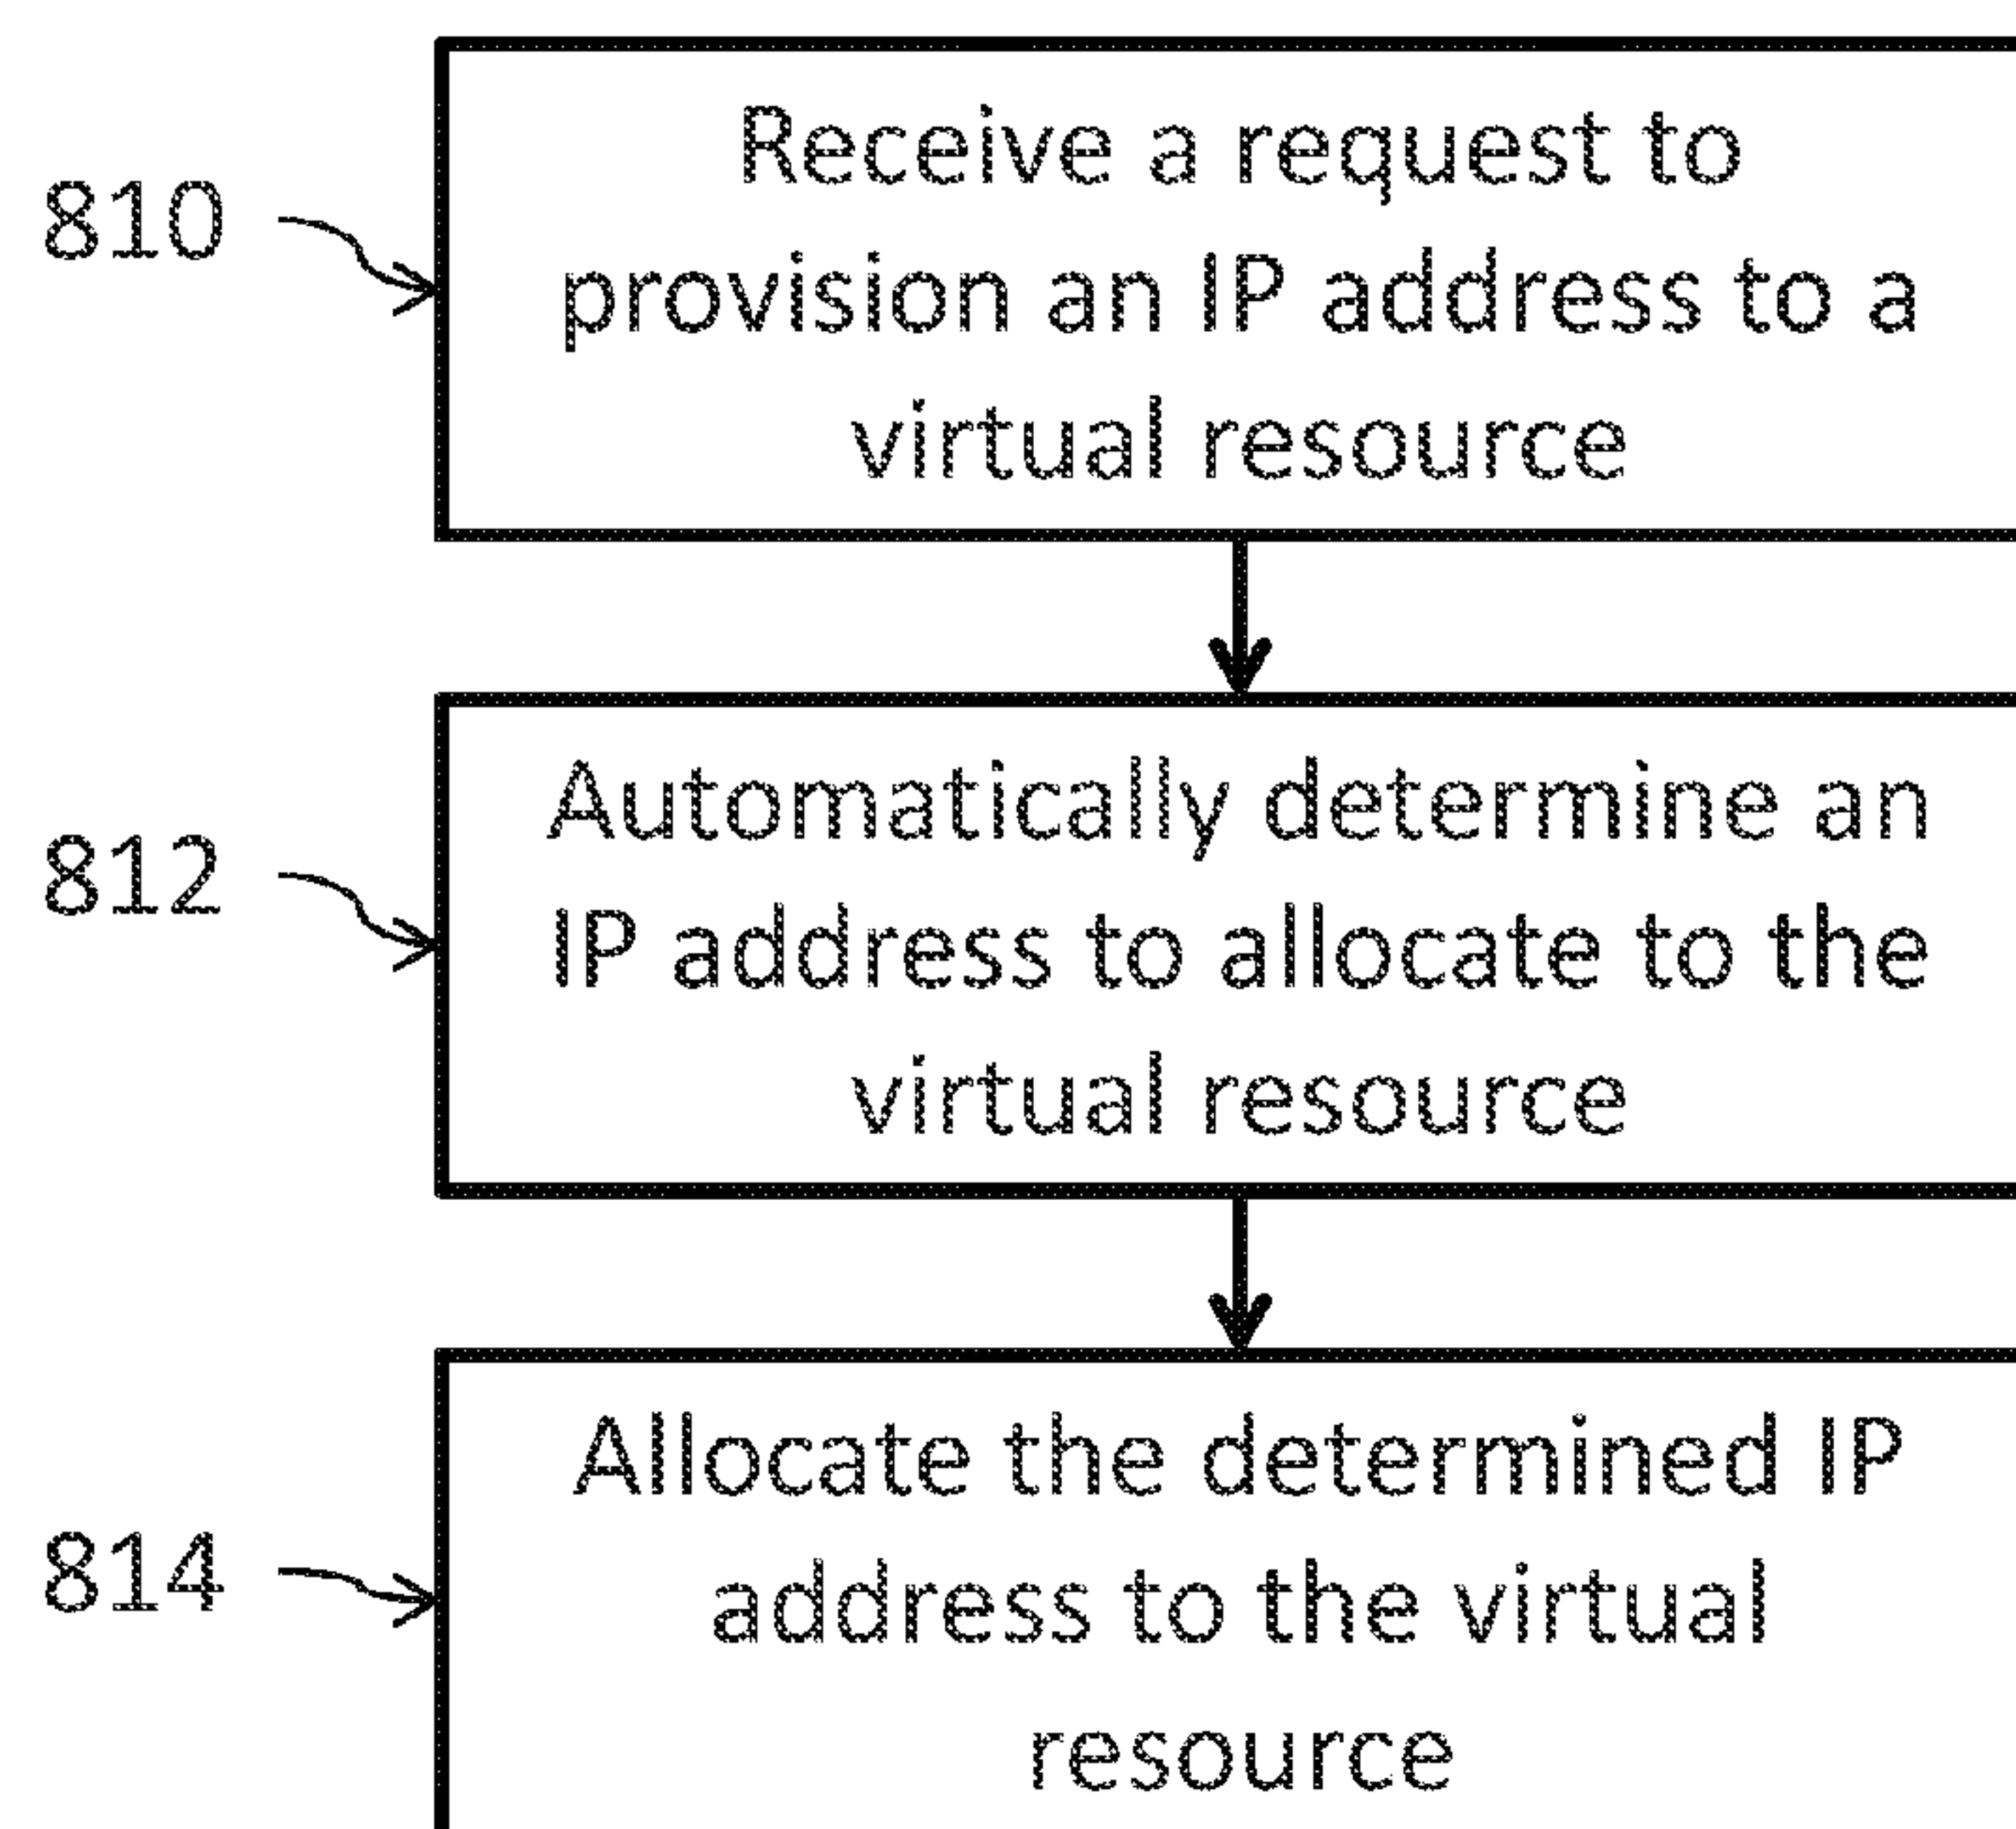 810
Receive a request to
provision an IP address to a
virtual resource
812
Automatically determine an
IP address to allocate to the
virtual resource
814
Allocate the determined IP
address to the virtual
resource